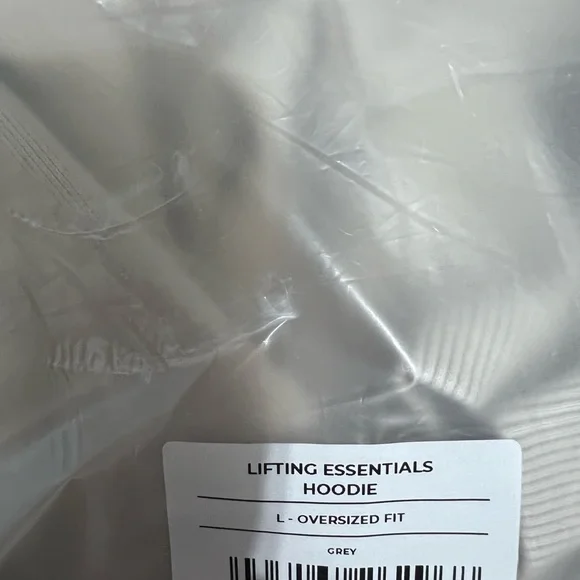 LIFTING ESSENTIALS
HOODIE
L - OVERSIZED FIT
GREY